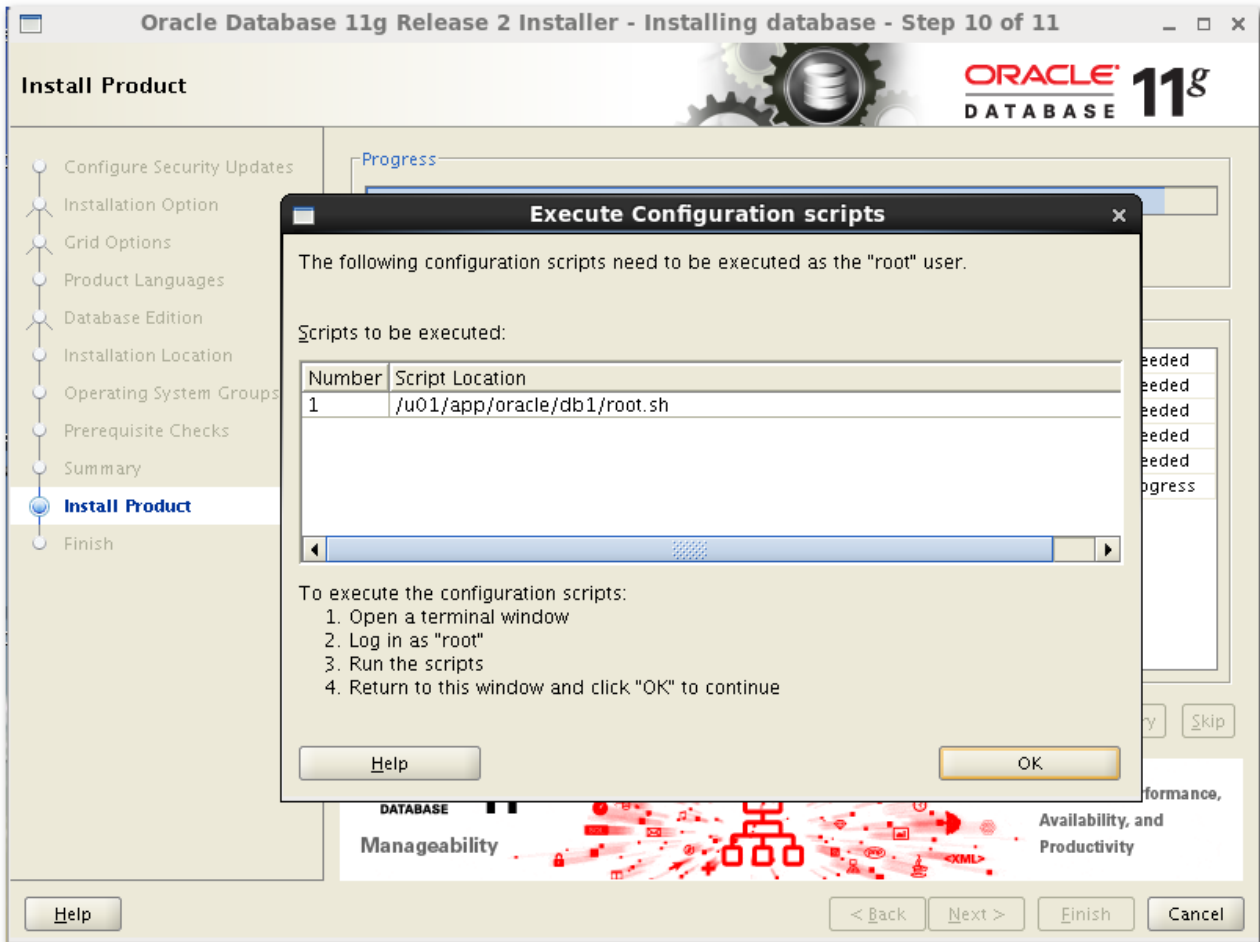 Oracle Database 11g Release 2 Installer - Installing database - Step 10 of 11
Install Product
ORACLE
DATABASE
11g
Configure Security Updates
Installation Option
Grid Options
Product Languages
Database Edition
Installation Location
Operating System Groups
Prerequisite Checks
Summary
Install Product
Finish
Progress
Execute Configuration scripts
The following configuration scripts need to be executed as the "root" user.
Scripts to be executed:
Number Script Location
1 /u01/app/oracle/db1/root.sh
To execute the configuration scripts:
1. Open a terminal window
2. Log in as "root"
3. Run the scripts
4. Return to this window and click "OK" to continue
Help
OK
Skip
DATABASE
Manageability
<XML>
Availability, and
Productivity
Help
< Back
Next >
Finish
Cancel